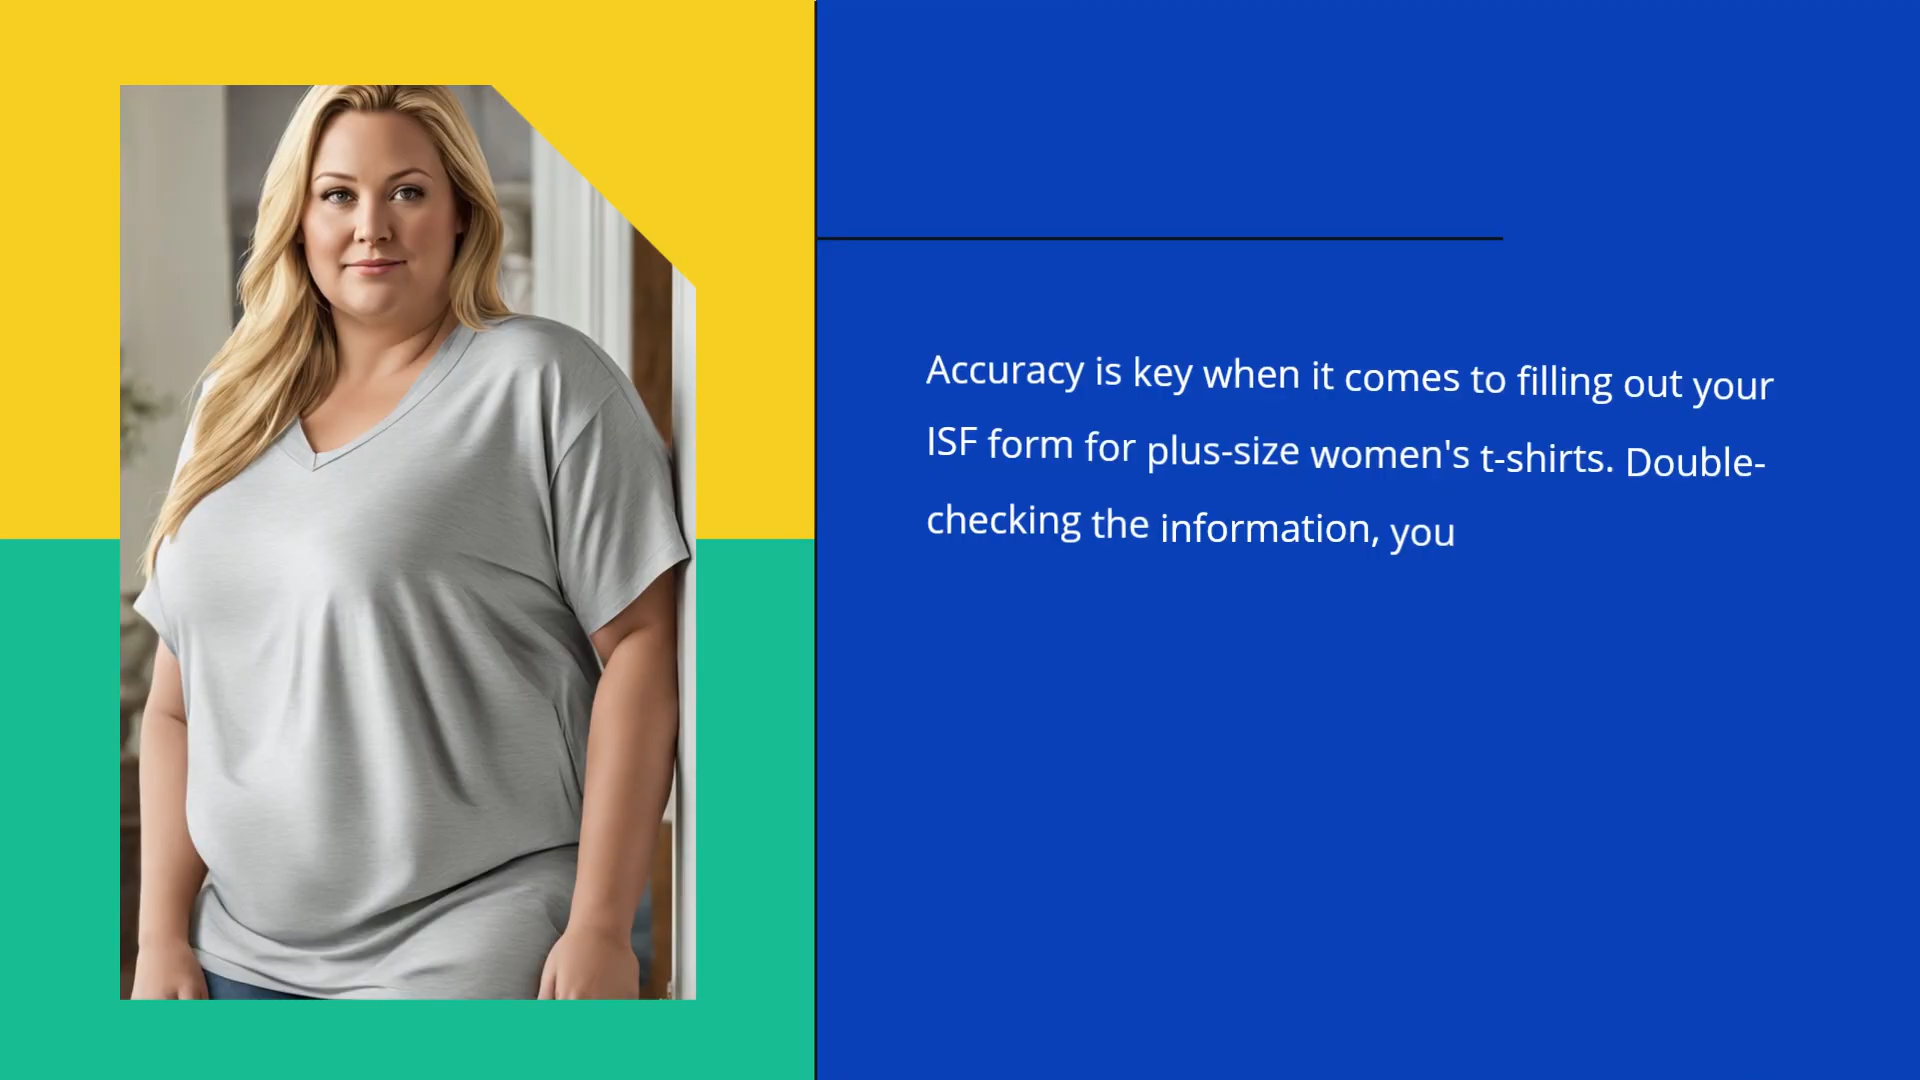 Accuracy is key when it comes to filling out your
ISF form for plus-size women's t-shirts. Double-
checking the information, you